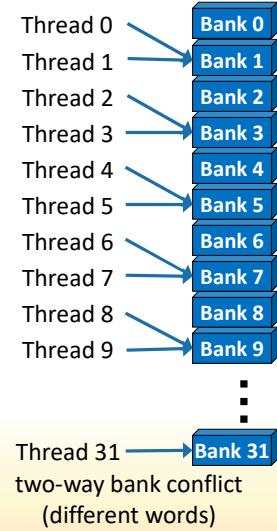 Thread 0 Bank 0
Thread 1 Bank 1
Thread 2 Bank 2
Thread 3 Bank 3
Thread 4 Bank 4
Thread 5 Bank 5
Thread 6 Bank 6
Thread 7 Bank 7
Thread 8 Bank 8
Thread 9 Bank 9
Thread 31 Bank 31
two-way bank conflict
(different words)